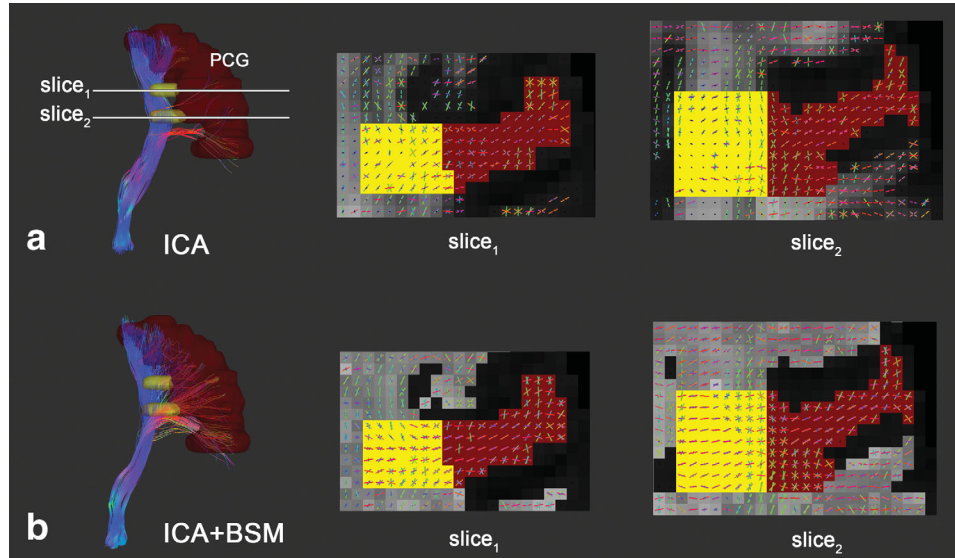 PCG
slice₁
slice₂
a
ICA
slice₁
slice₂
b
ICA+BSM
slice₁
slice₂